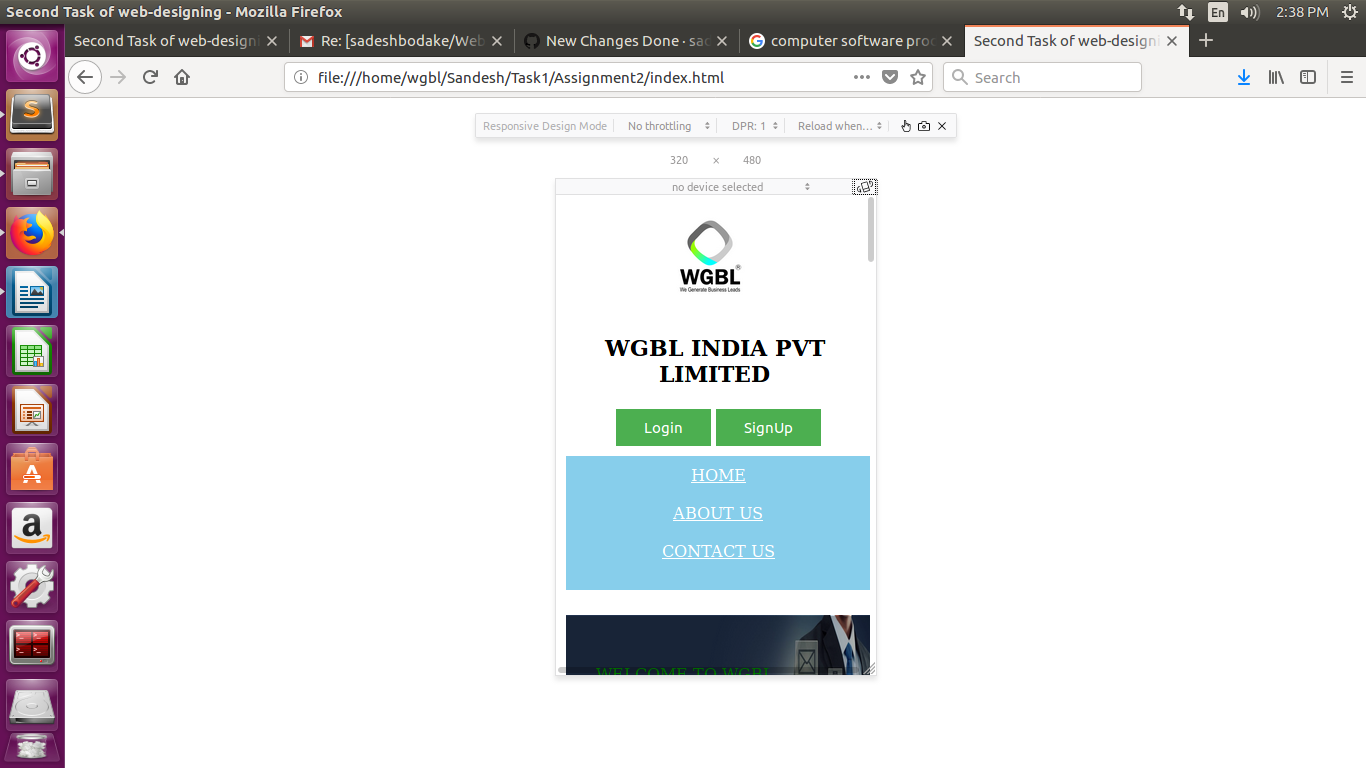 Second Task of web-designing - Mozilla Firefox
En
2:38 PM
Second Task of web-designi
Re: [sadeshbodake/Web
New Changes Done · sad
computer software prod
Second Task of web-designi
file:///home/wgbl/Sandesh/Task1/Assignment2/index.html
Search
Responsive Design Mode
No throttling
DPR: 1
Reload when...
320 × 480
no device selected
WGBL®
We Generate Business Leads
WGBL INDIA PVT
LIMITED
Login
SignUp
HOME
ABOUT US
CONTACT US
WELCOME TO WGBL